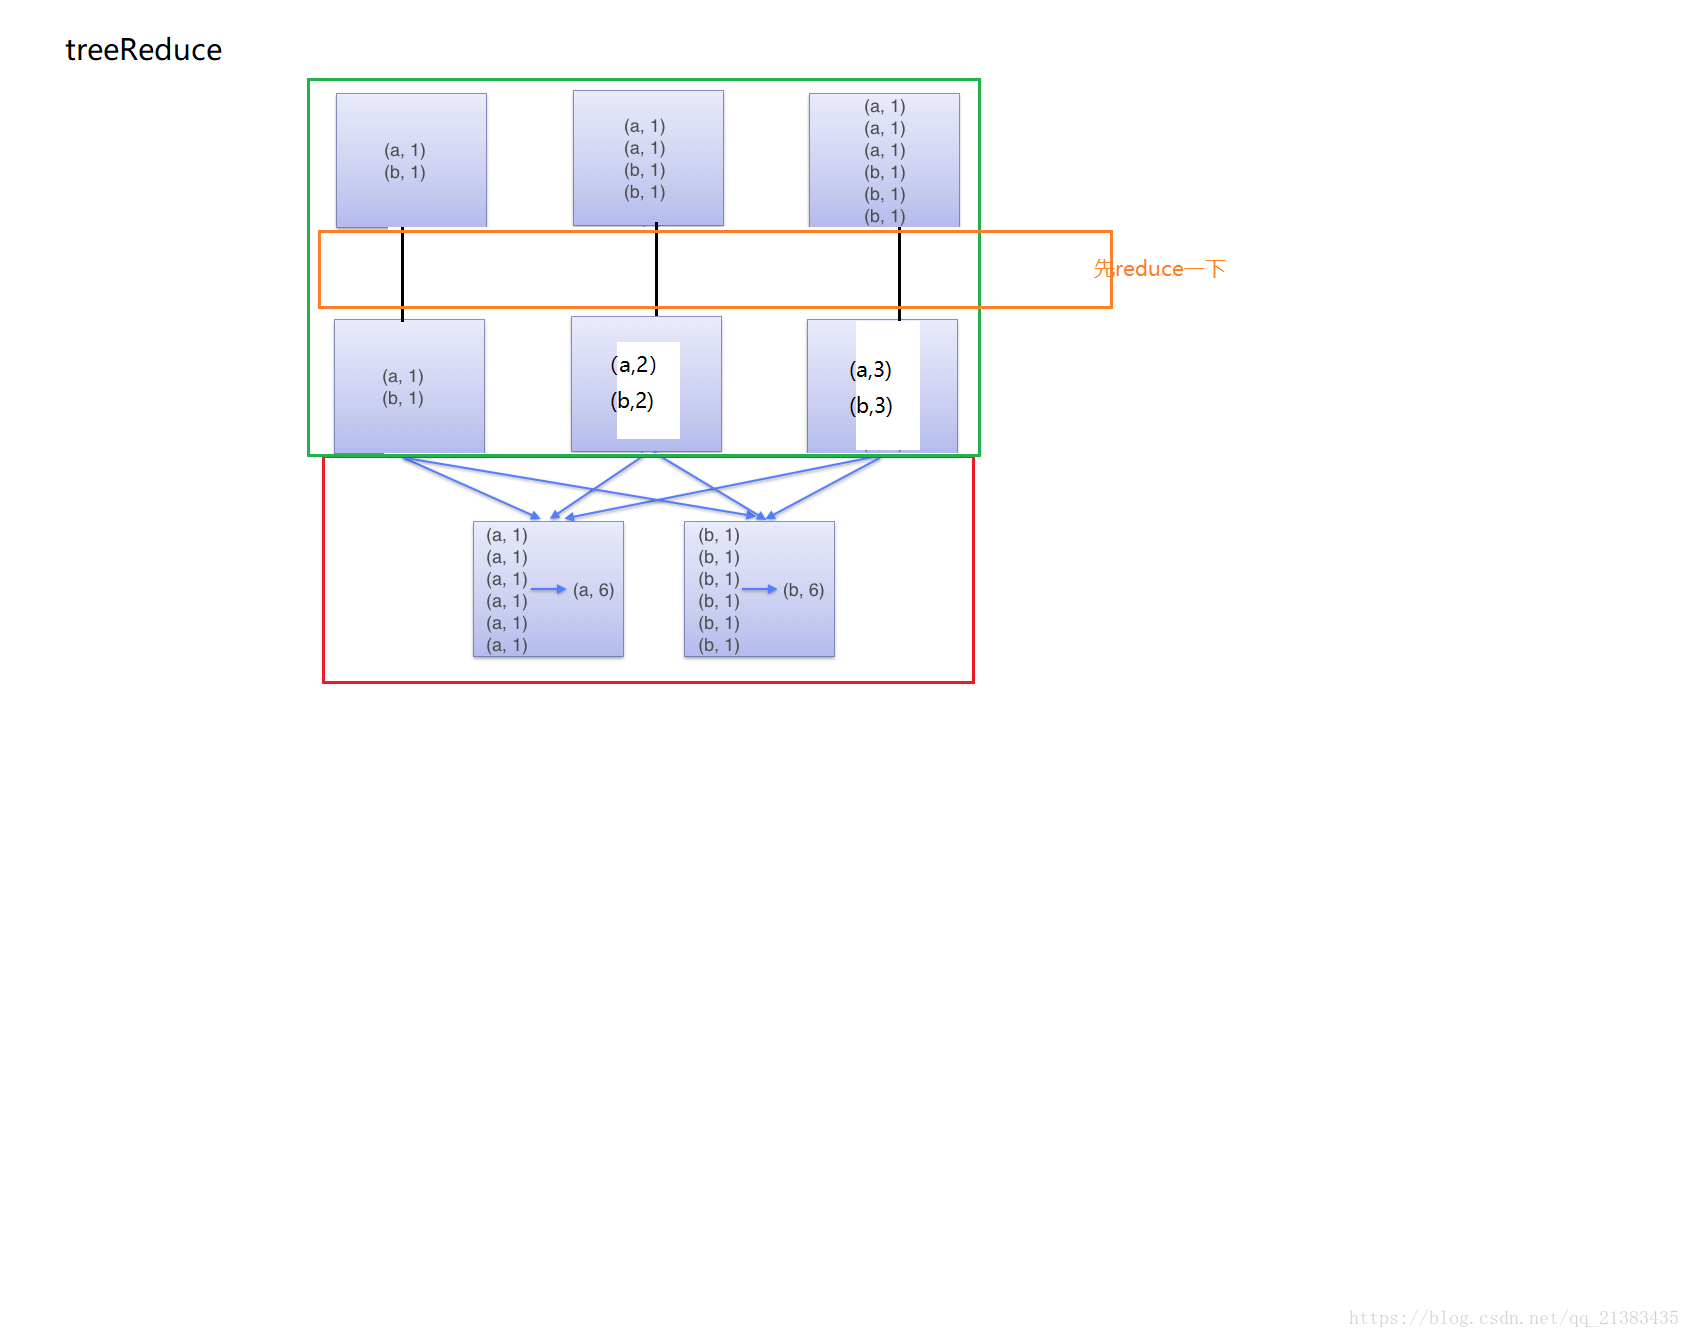 treeReduce
(a, 1)
(b, 1)
(a, 1)
(a, 1)
(b, 1)
(b, 1)
(a, 1)
(a, 1)
(a, 1)
(b, 1)
(b, 1)
(b, 1)
先reduce一下
(a, 1)
(b, 1)
(a,2)
(b,2)
(a,3)
(b,3)
(a, 1)
(a, 1)
(a, 1)
(a, 1)
(a, 1)
(a, 1)
(a, 6)
(b, 1)
(b, 1)
(b, 1)
(b, 1)
(b, 1)
(b, 1)
(b, 6)
https://blog.csdn.net/qq_21383435